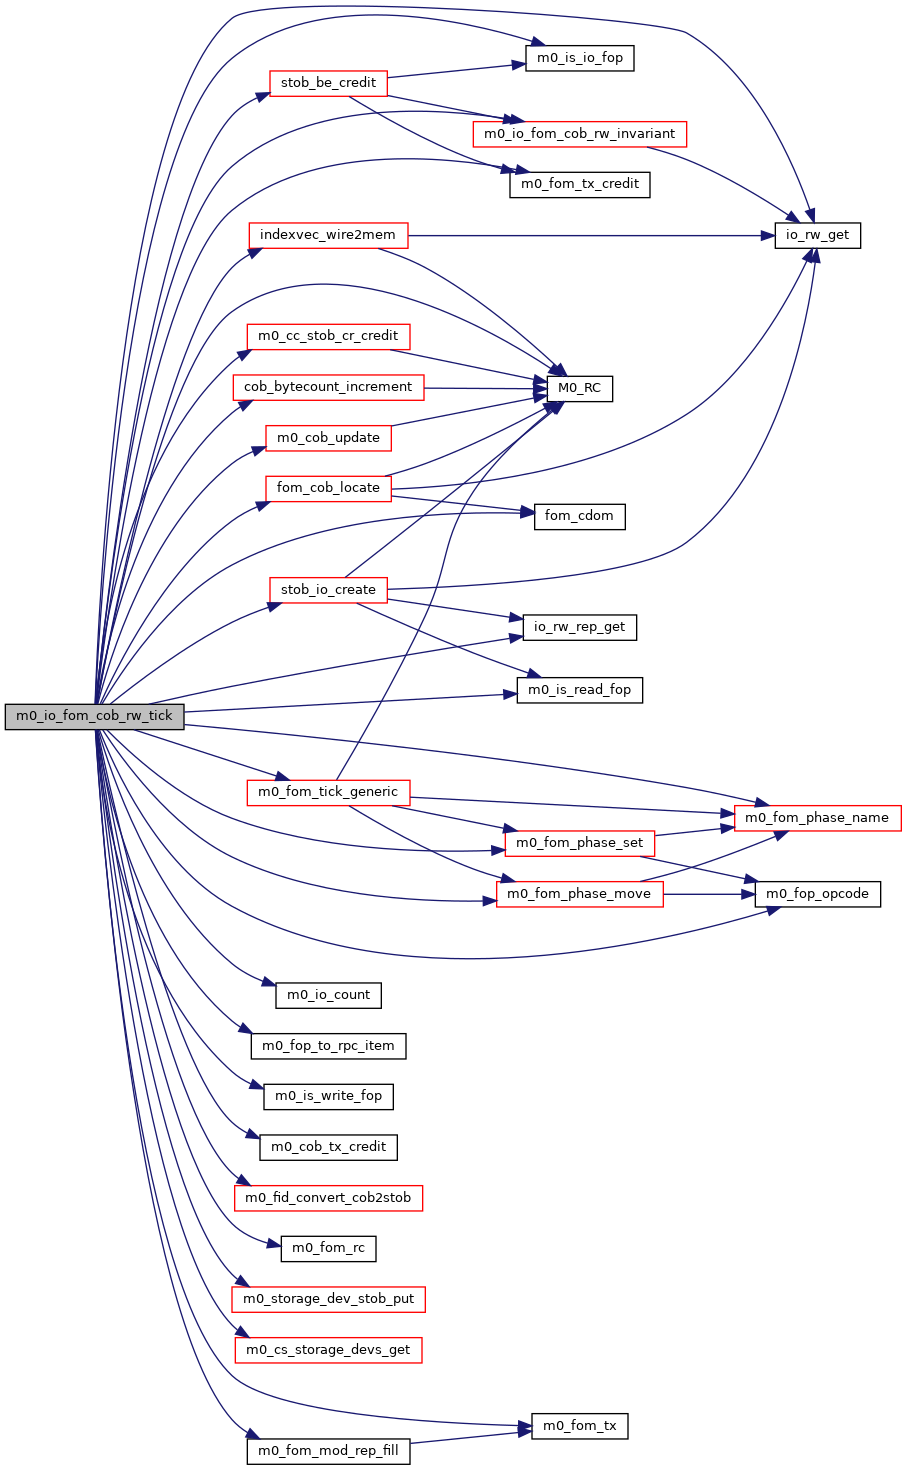 m0_is_io_fop
stob_be_credit
m0_io_fom_cob_rw_invariant
m0_fom_tx_credit
indexvec_wire2mem
io_rw_get
m0_cc_stob_cr_credit
cob_bytecount_increment
M0_RC
m0_cob_update
fom_cob_locate
fom_cdom
stob_io_create
io_rw_rep_get
m0_is_read_fop
m0_io_fom_cob_rw_tick
m0_fom_tick_generic
m0_fom_phase_name
m0_fom_phase_set
m0_fom_phase_move
m0_fop_opcode
m0_io_count
m0_fop_to_rpc_item
m0_is_write_fop
m0_cob_tx_credit
m0_fid_convert_cob2stob
m0_fom_rc
m0_storage_dev_stob_put
m0_cs_storage_devs_get
m0_fom_tx
m0_fom_mod_rep_fill